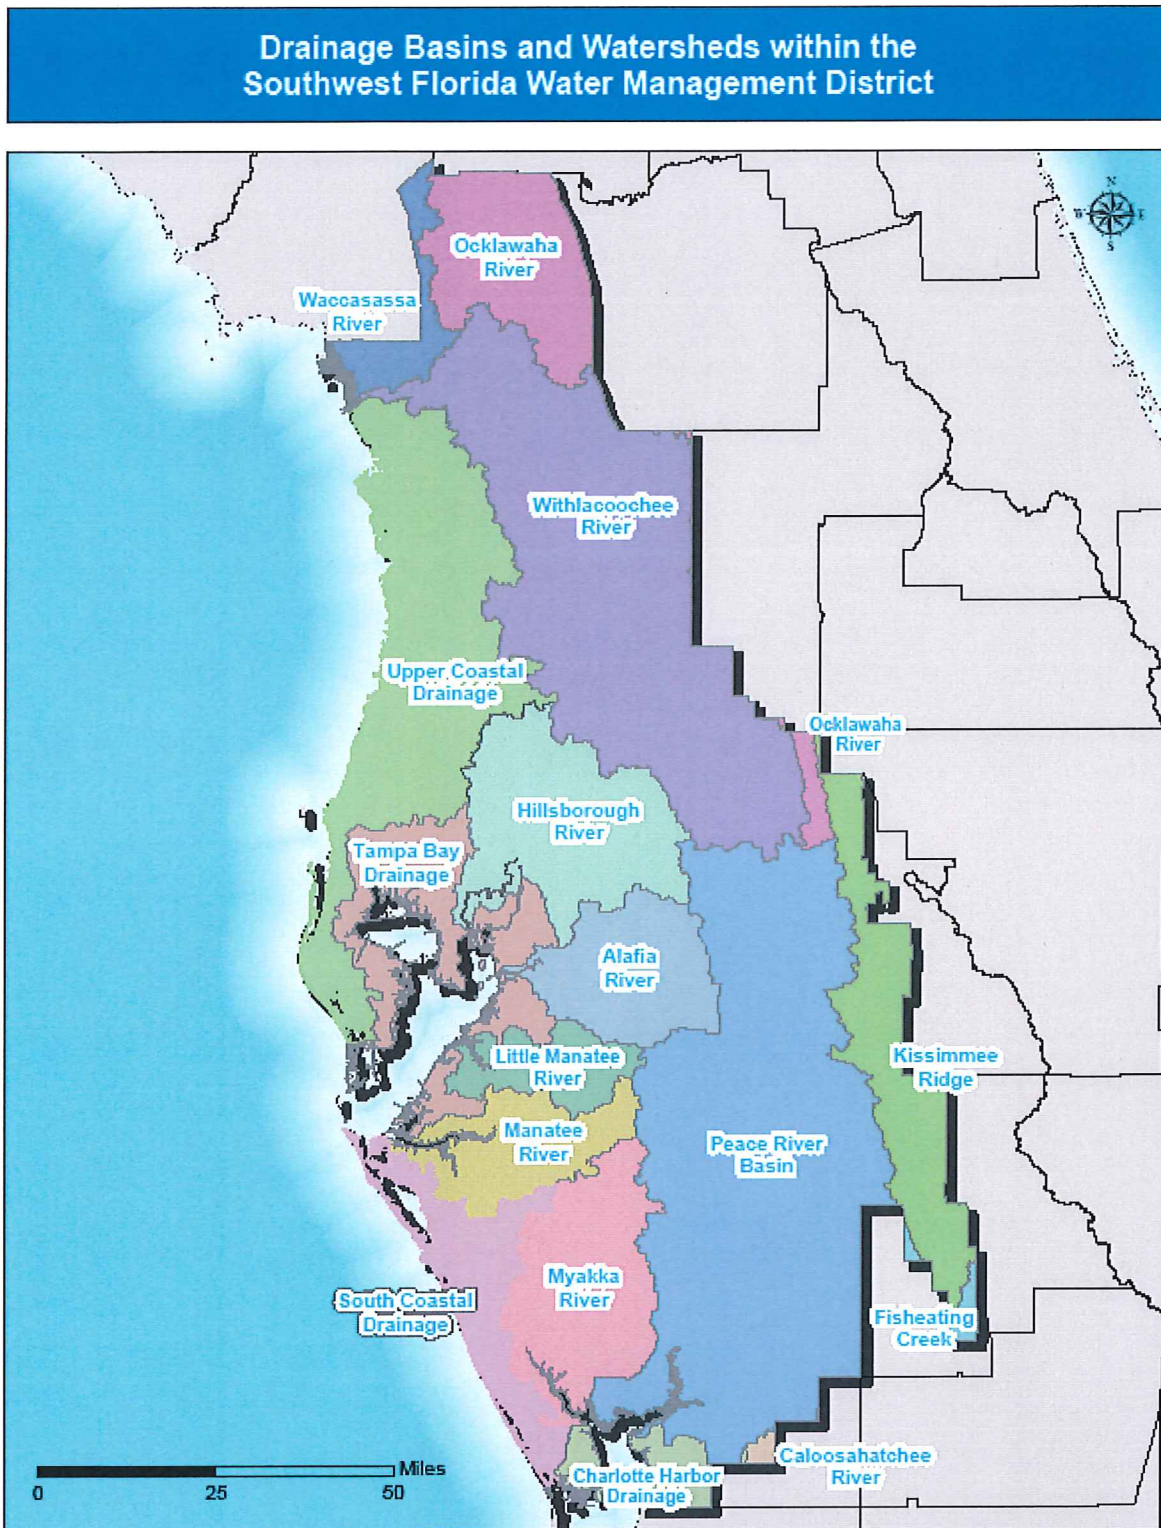 Drainage Basins and Watersheds within the
Southwest Florida Water Management District
N
W
E
S
Ocklawaha
River
Waccasassa
River
Withlacoochee
River
Upper Coastal
Drainage
Ocklawaha
River
Hillsborough
River
Tampa Bay
Drainage
Alafia
River
Little Manatee
River
Kissimmee
Ridge
Manatee
River
Peace River
Basin
Myakka
River
South Coastal
Drainage
Fisheating
Creek
Caloosahatchee
River
Charlotte Harbor
Drainage
Miles
0 25 50